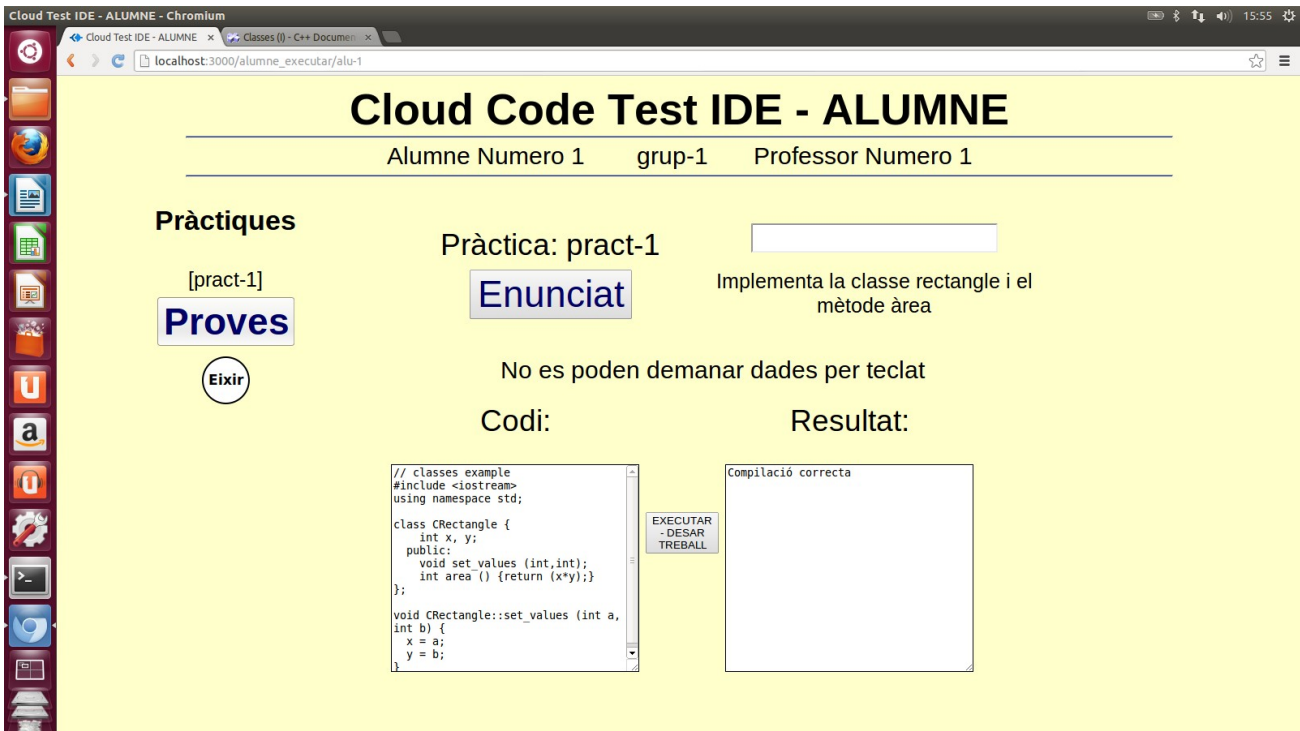 Cloud Test IDE - ALUMNE - Chromium
15:55
Cloud Test IDE - ALUMNE
Classes (I) - C++ Documen
localhost:3000/alumne_executar/alu-1
Cloud Code Test IDE - ALUMNE
Alumne Numero 1 grup-1 Professor Numero 1
Pràctiques
[pract-1]
Proves
Eixir
Pràctica: pract-1
Enunciat
Implementa la classe rectangle i el
mètode àrea
No es poden demanar dades per teclat
Codi:
Resultat:
// classes example
#include <iostream>
using namespace std;
class CRectangle {
int x, y;
public:
void set_values (int,int);
int area () {return (x*y);}
};
void CRectangle::set_values (int a,
int b) {
x = a;
y = b;
}
EXECUTAR
- DESAR
TREBALL
Compilació correcta